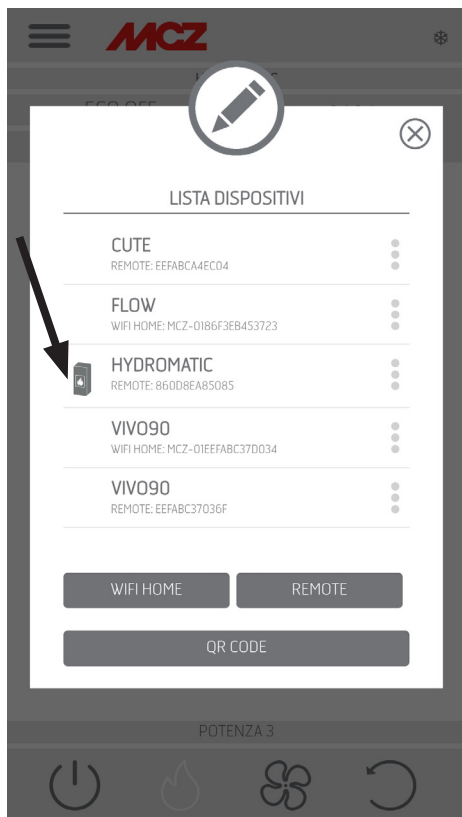 MCZ
LISTA DISPOSITIVI
CUTE
REMOTE: EEFABCA4EC04
FLOW
WIFI HOME: MCZ-0186F3EB453723
HYDROMATIC
REMOTE: 860D8EA85085
VIVO90
WIFI HOME: MCZ-01EEFABC37D034
VIVO90
REMOTE: EEFABC37036F
WIFI HOME
REMOTE
QR CODE
POTENZA 3